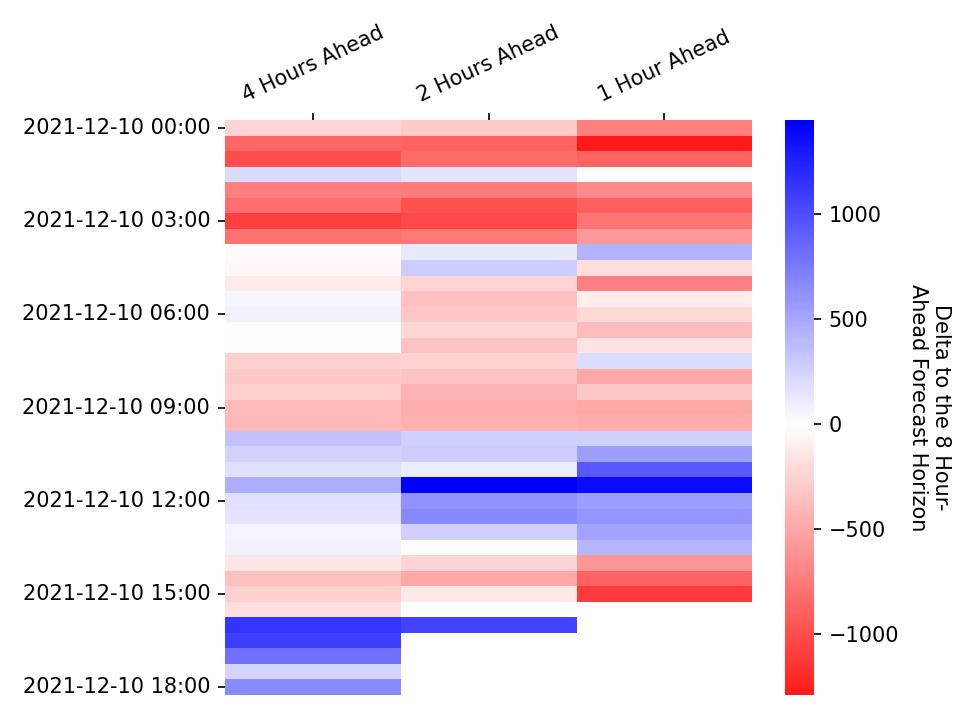 4 Hours Ahead
2 Hours Ahead
1 Hour Ahead
2021-12-10 00:00
2021-12-10 03:00
2021-12-10 06:00
2021-12-10 09:00
2021-12-10 12:00
2021-12-10 15:00
2021-12-10 18:00
1000
500
0
−500
−1000
Delta to the 8 Hour-
Ahead Forecast Horizon